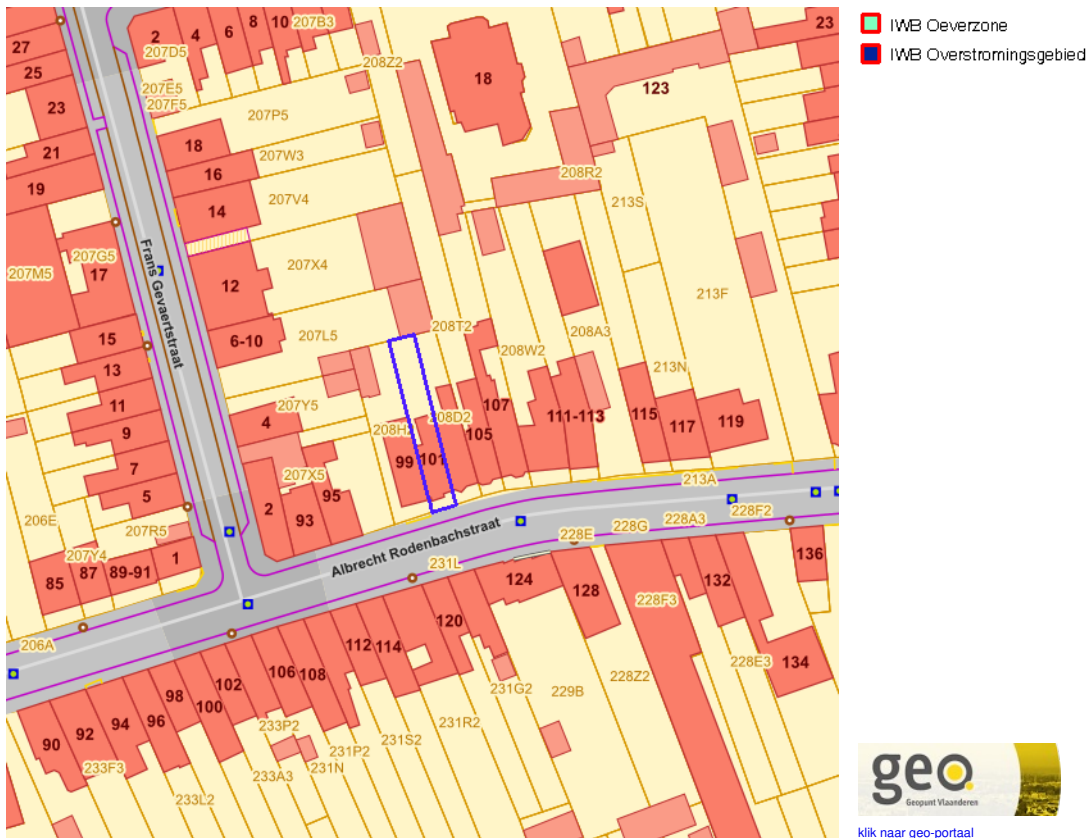 IWB Oeverzone
IWB Overstromingsgebied
27
25
23
21
19
2
4
6
8
10
207B3
207D5
207E5
207F5
208Z2
207P5
18
16
14
207W3
207V4
18
123
23
208R2
213S
207M5
207G5
17
Frans Gevaertstraat
12
207X4
213F
6-10
207L5
208T2
208W2
208A3
213N
15
13
11
9
7
5
4
207Y5
208D2
107
105
111-113
115
117
119
99
101
207X5
95
93
2
206E
207R5
207Y4
1
85
87
89-91
213A
Albrecht Rodenbachstraat
228E
228G
228A3
228F2
231L
206A
136
124
128
132
228F3
120
112
114
106
108
102
98
100
96
94
92
90
134
228E3
228Z2
229B
231G2
231R2
231S2
231P2
231N
233P2
233A3
233F3
233L2
geo.
Geopunt Vlaanderen
klik naar geo-portaal